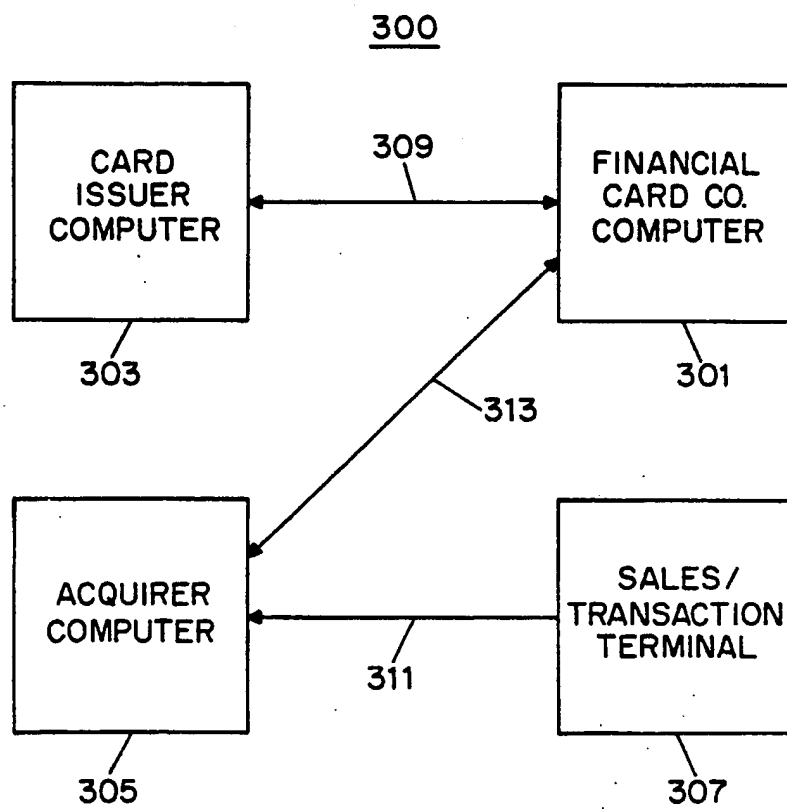 300
CARD
ISSUER
COMPUTER
309
FINANCIAL
CARD CO.
COMPUTER
303
301
313
ACQUIRER
COMPUTER
311
SALES/
TRANSACTION
TERMINAL
305
307